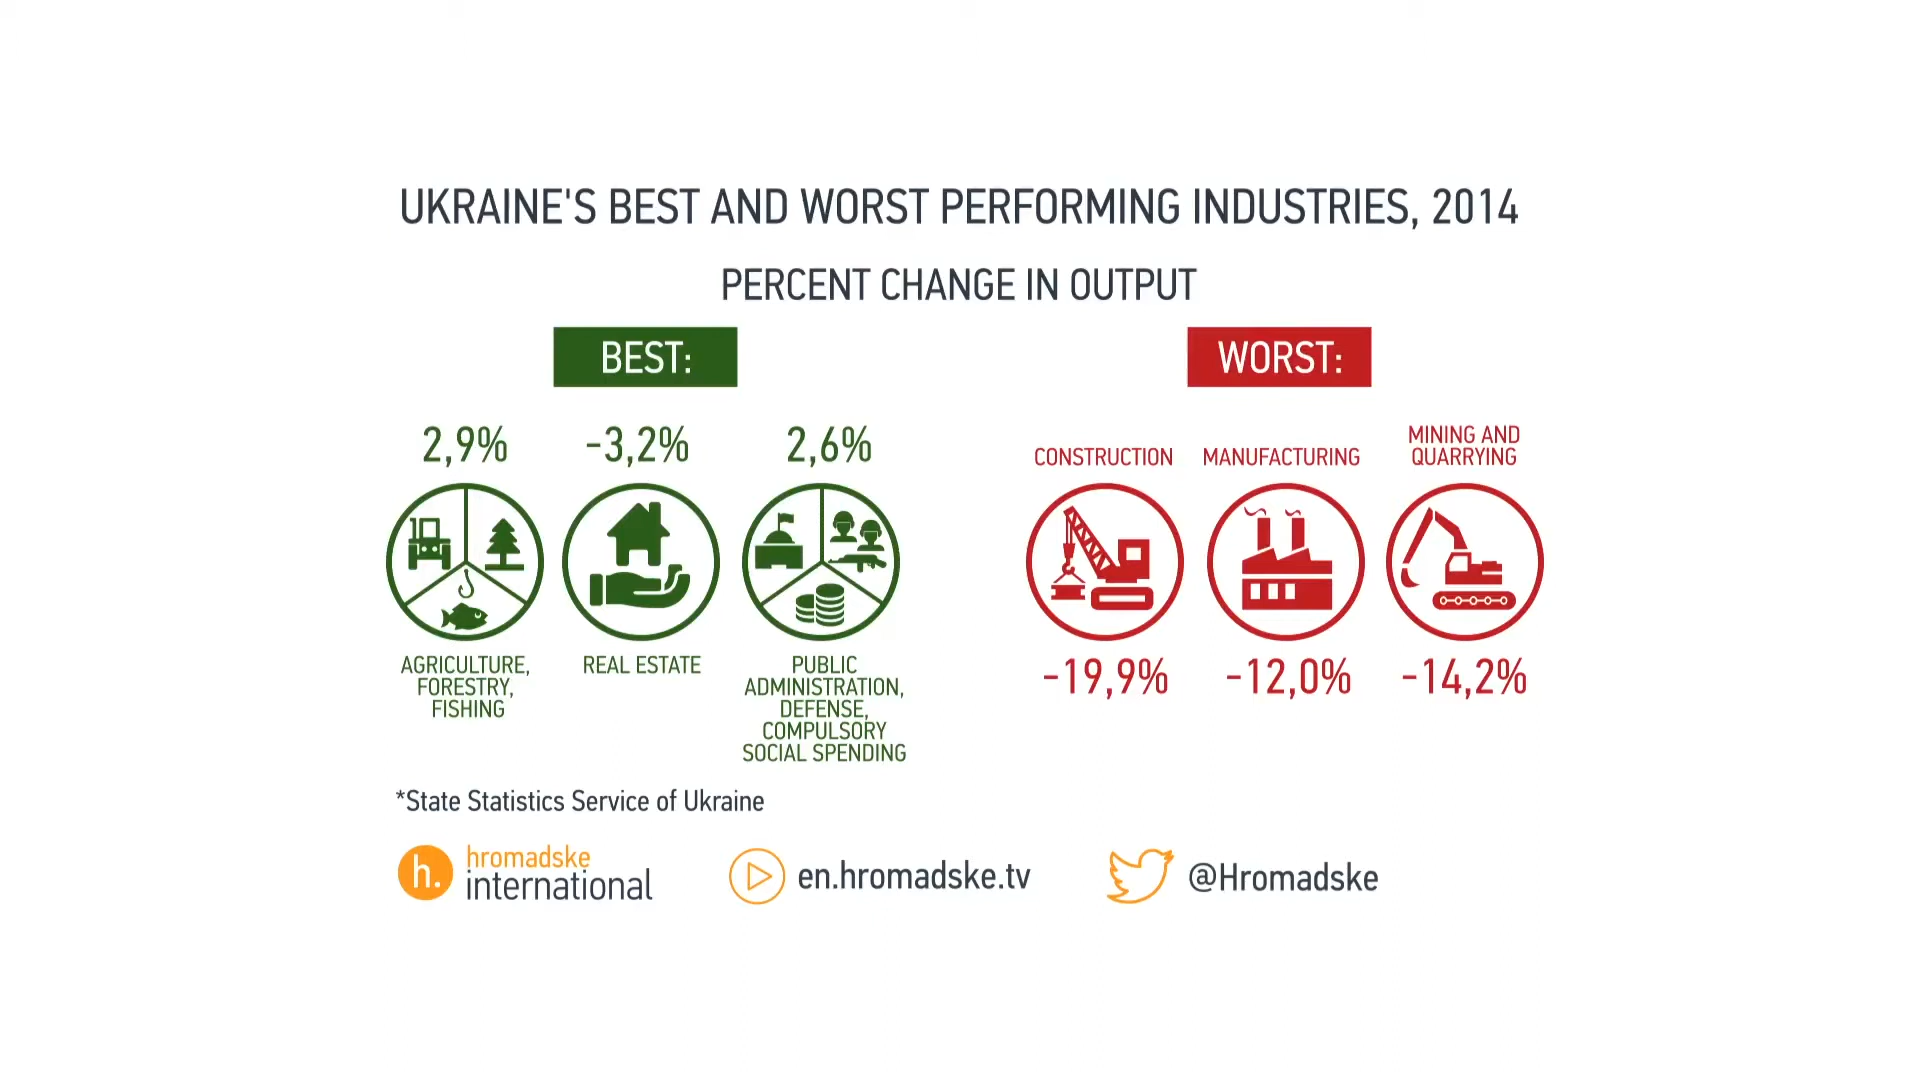 UKRAINE'S BEST AND WORST PERFORMING INDUSTRIES, 2014
PERCENT CHANGE IN OUTPUT
BEST:
2,9%
AGRICULTURE,
FORESTRY,
FISHING
-3,2%
REAL ESTATE
2,6%
PUBLIC
ADMINISTRATION,
DEFENSE,
COMPULSORY
SOCIAL SPENDING
WORST:
CONSTRUCTION
-19,9%
MANUFACTURING
-12,0%
MINING AND
QUARRYING
-14,2%
*State Statistics Service of Ukraine
h.
hromadske
international
en.hromadske.tv
@Hromadske